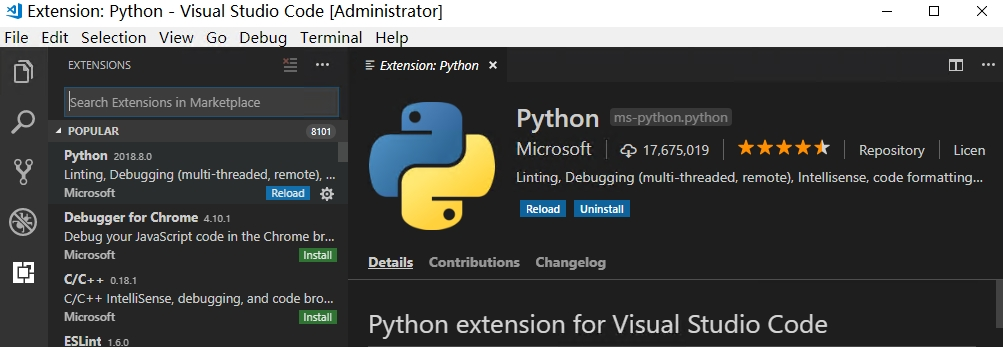 Extension: Python - Visual Studio Code [Administrator]
File Edit Selection View Go Debug Terminal Help
EXTENSIONS
Search Extensions in Marketplace
POPULAR 8101
Python 2018.8.0
Linting, Debugging (multi-threaded, remote), ...
Microsoft Reload
Debugger for Chrome 4.10.1
Debug your JavaScript code in the Chrome br...
Microsoft Install
C/C++ 0.18.1
C/C++ IntelliSense, debugging, and code bro...
Microsoft Install
ESLint 1.6.0
Extension: Python
Python ms-python.python
Microsoft 17,675,019 Repository Licen
Linting, Debugging (multi-threaded, remote), Intellisense, code formatting...
Reload Uninstall
Details Contributions Changelog
Python extension for Visual Studio Code